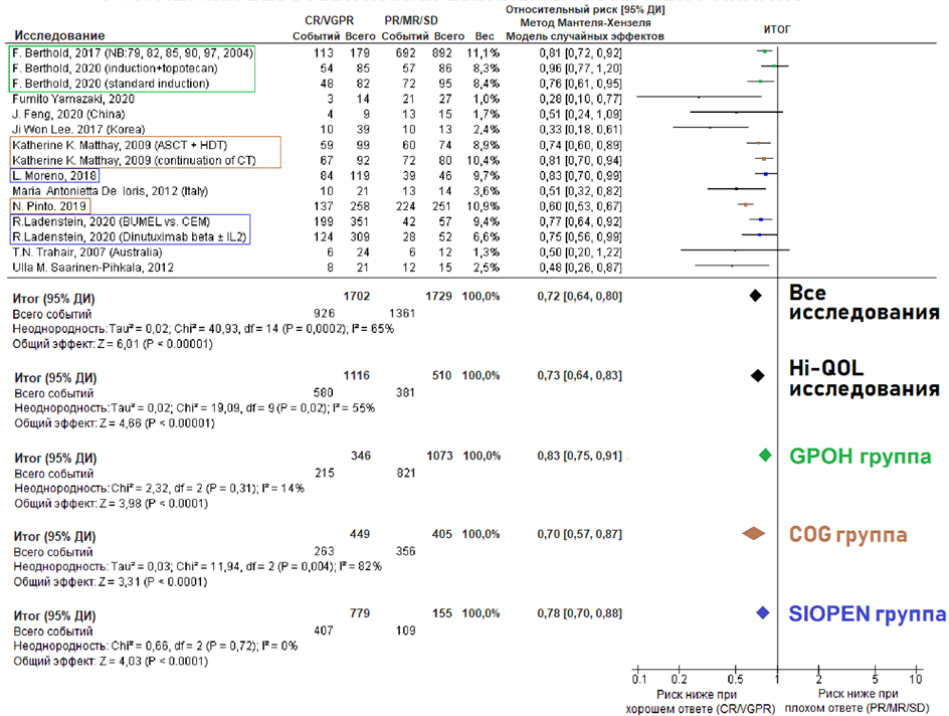 CR/VGPR PR/MR/SD Относительный риск [95% ДИ]
Метод Мантеля-Хензеля
Исследование Событий Всего Событий Всего Вес Модель случайных эффектов ИТОГ
F. Berthold, 2017 (NB:79, 82, 85, 90, 97, 2004) 113 179 692 892 11,1% 0,81 [0,72, 0,92]
F. Berthold, 2020 (induction+topotecan) 54 85 57 86 8,3% 0,96 [0,77, 1,20]
F. Berthold, 2020 (standard induction) 48 82 72 95 8,4% 0,76 [0,61, 0,95]
Fumito Yamazaki, 2020 3 14 21 27 1,0% 0,28 [0,10, 0,77]
J. Feng, 2020 (China) 4 9 13 15 1,7% 0,51 [0,24, 1,09]
Ji Won Lee. 2017 (Korea) 10 39 10 13 2,4% 0,33 [0,18, 0,61]
Katherine K. Matthay, 2009 (ASCT + HDT) 59 99 60 74 8,9% 0,74 [0,60, 0,89]
Katherine K. Matthay, 2009 (continuation of CT) 67 92 72 80 10,4% 0,81 [0,70, 0,94]
L. Moreno, 2018 84 119 39 46 9,5% 0,83 [0,70, 0,99]
Maria Antonietta De Ioris, 2012 (Italy) 10 21 13 14 3,6% 0,51 [0,32, 0,82]
N. Pinto. 2019 137 258 224 251 10,9% 0,60 [0,53, 0,67]
R.Ladenstein, 2020 (BUMEL vs. CEM) 199 351 42 57 9,1% 0,77 [0,64, 0,92]
R.Ladenstein, 2020 (Dinutuximab beta ± IL2) 124 309 28 52 6,6% 0,75 [0,56, 0,99]
T.N. Trahair, 2007 (Australia) 6 24 6 12 1,3% 0,50 [0,20, 1,22]
Ulla M. Saarinen-Pihkala, 2012 8 21 12 15 2,5% 0,48 [0,26, 0,87]
Итог (95% ДИ) 1702 1729 100,0% 0,72 [0,64, 0,80] Все
Всего событий 926 1361 исследования
Неоднородность: Tau² = 0,02; Chi² = 40,93, df = 14 (P = 0,0002); I² = 65%
Общий эффект: Z = 6,01 (P < 0.00001)
Итог (95% ДИ) 1116 510 100,0% 0,73 [0,64, 0,83] Hi-QOL
Всего событий 580 381 исследования
Неоднородность: Tau² = 0,02; Chi² = 19,09, df = 9 (P = 0,02); I² = 55%
Общий эффект: Z = 4,66 (P < 0.00001)
Итог (95% ДИ) 346 1073 100,0% 0,83 [0,75, 0,91] GPOH группа
Всего событий 215 821
Неоднородность: Chi² = 2,32, df = 2 (P = 0,31); I² = 14%
Общий эффект: Z = 3,98 (P < 0.0001)
Итог (95% ДИ) 449 405 100,0% 0,70 [0,57, 0,87] COG группа
Всего событий 263 356
Неоднородность: Tau² = 0,03; Chi² = 11,94, df = 2 (P = 0,004); I² = 82%
Общий эффект: Z = 3,31 (P < 0.0001)
Итог (95% ДИ) 779 155 100,0% 0,78 [0,70, 0,88] SIOPEN группа
Всего событий 407 109
Неоднородность: Chi² = 0,66, df = 2 (P = 0,72); I² = 0%
Общий эффект: Z = 4,03 (P < 0.0001)
0.1 0.2 0.5 1 2 5 10
Риск ниже при Риск ниже при
хорошем ответе (CR/VGPR) плохом ответе (PR/MR/SD)